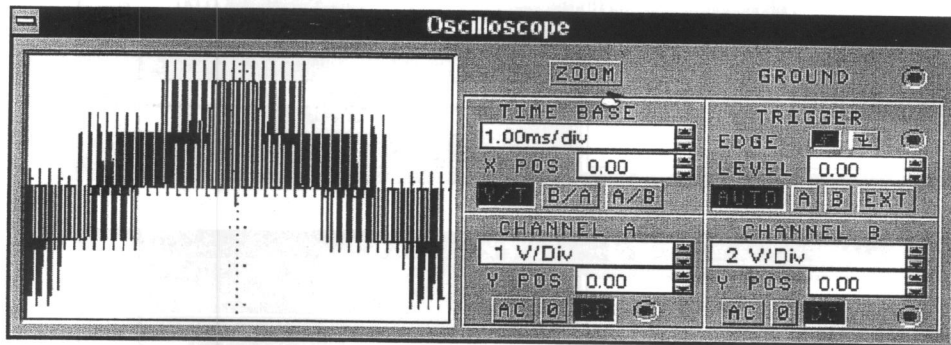 Oscilloscope
ZOOM
GROUND
TIME BASE
1.00ms/div
X POS 0.00
Y/T B/A A/B
TRIGGER
EDGE
LEVEL 0.00
AUTO A B EXT
CHANNEL A
1 V/Div
Y POS 0.00
AC 0 DC
CHANNEL B
2 V/Div
Y POS 0.00
AC 0 DC